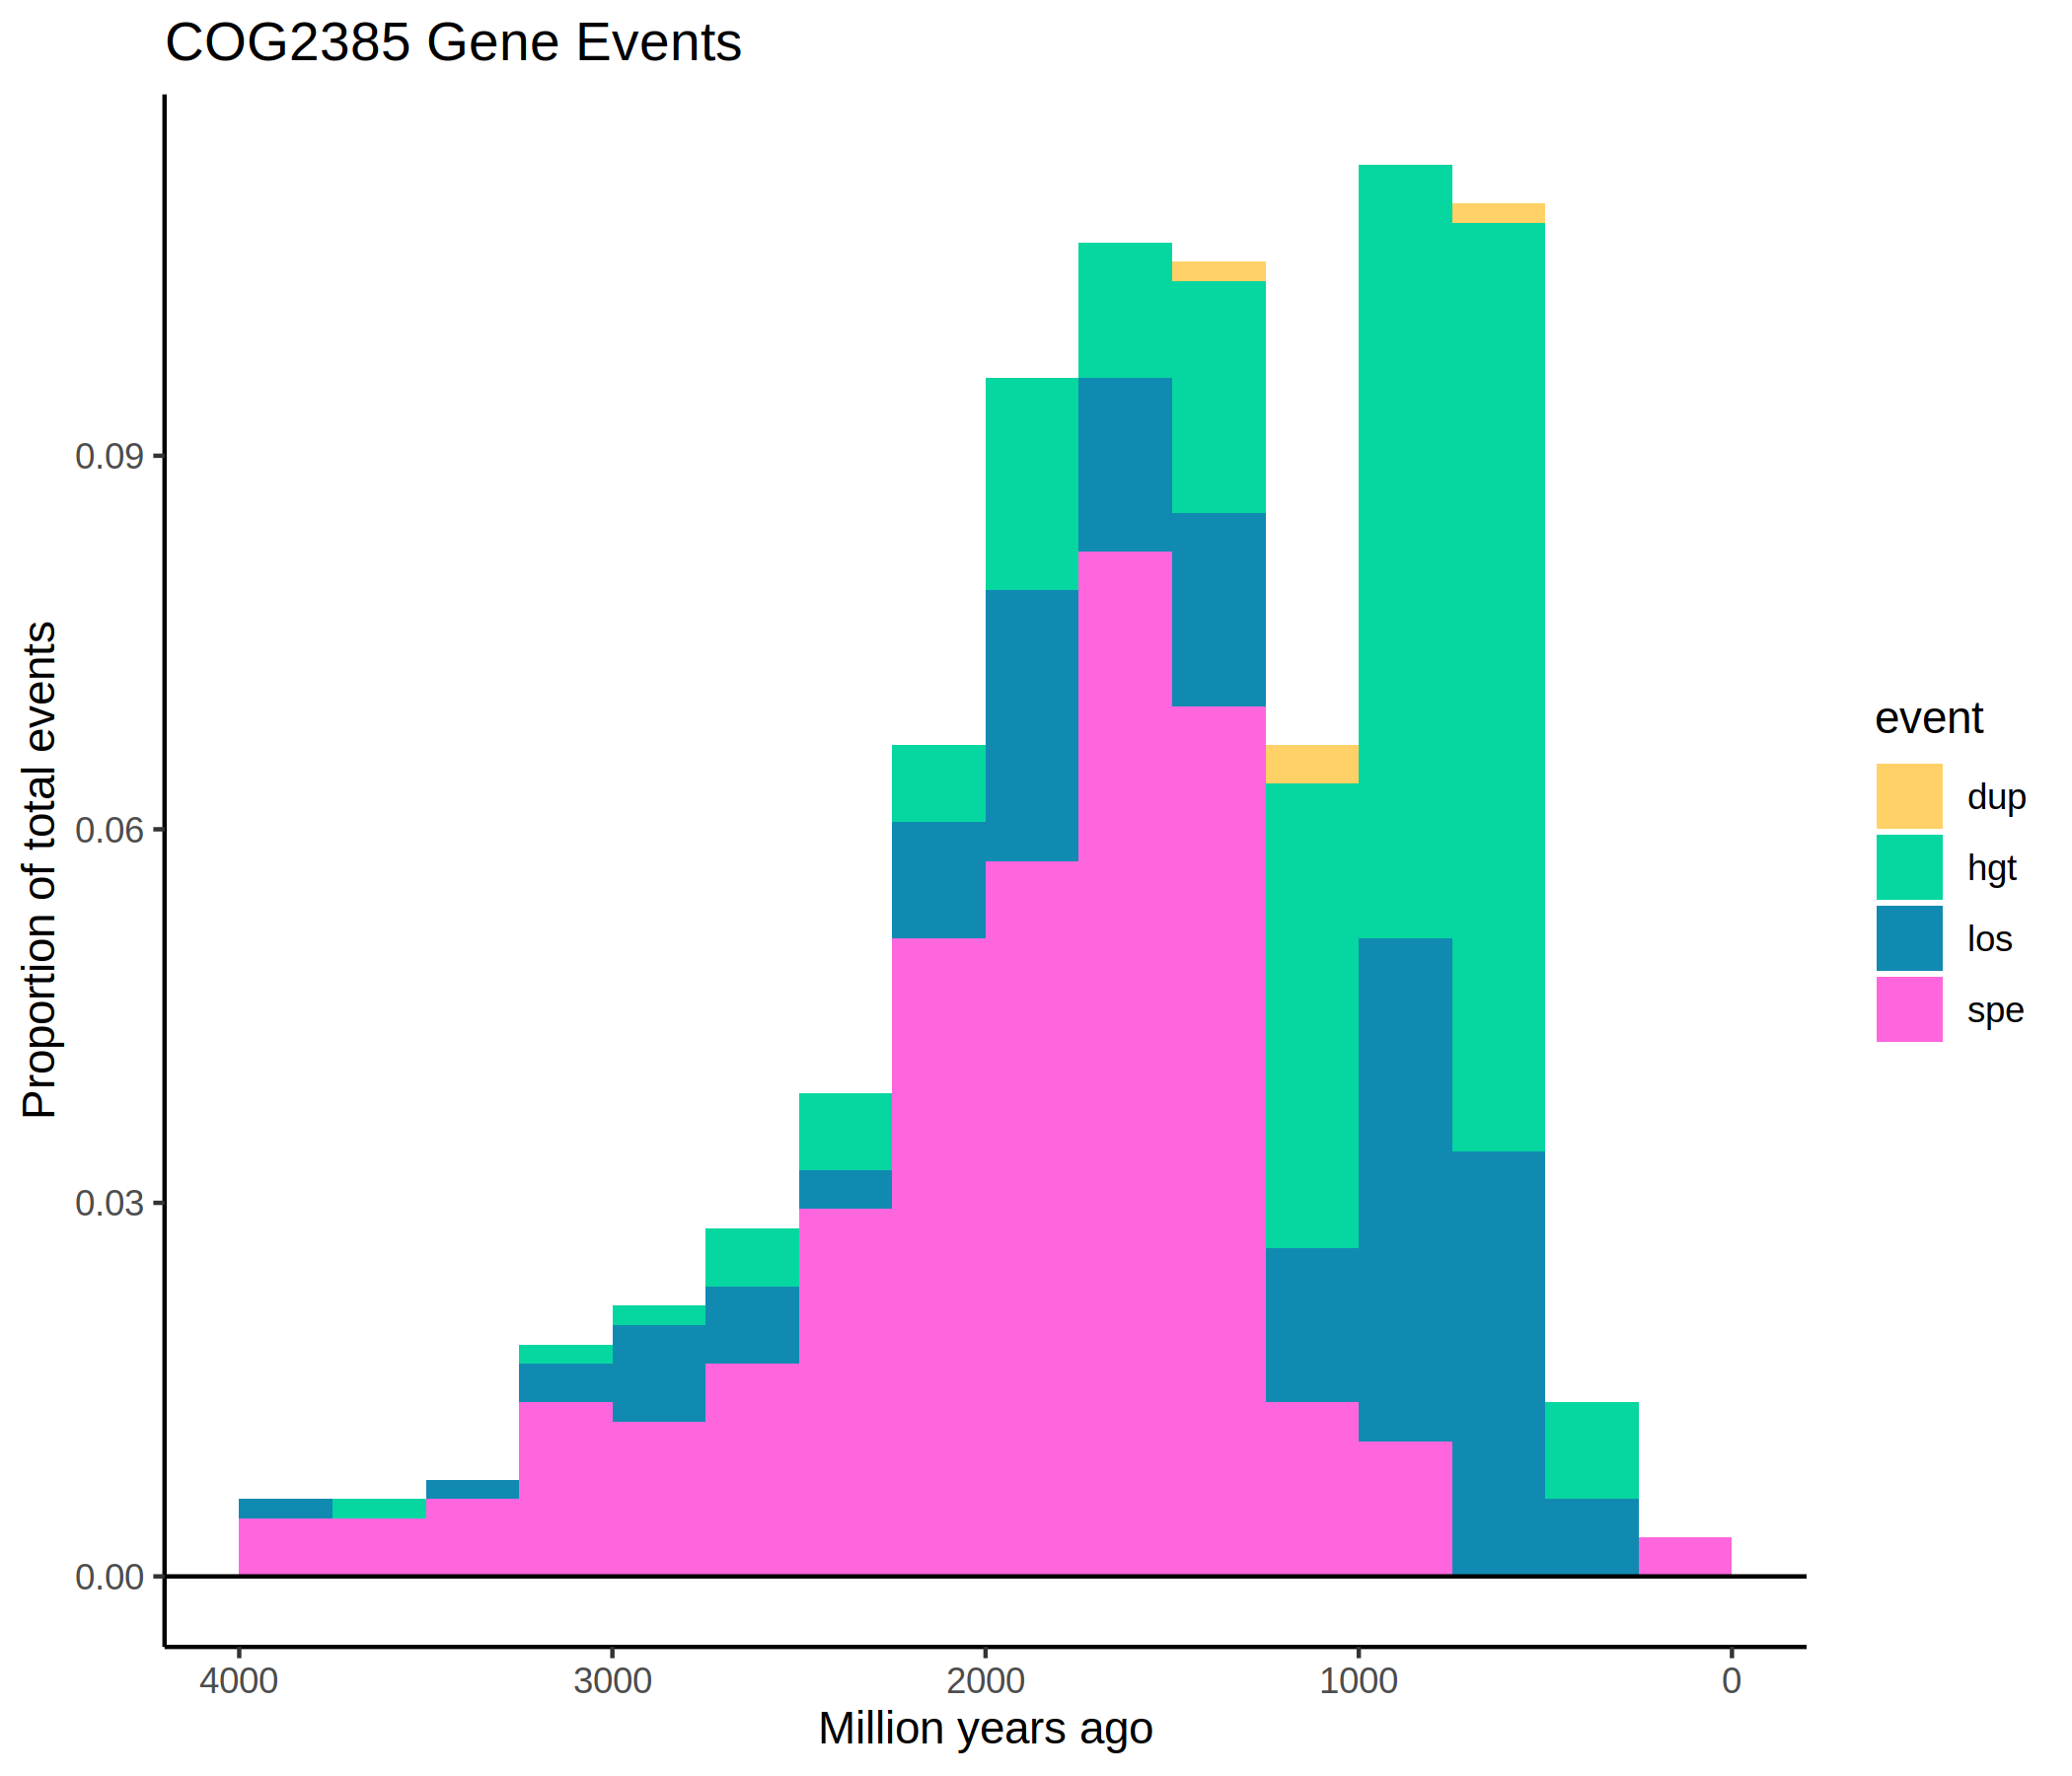 COG2385 Gene Events
Proportion of total events
0.09
0.06
0.03
0.00
4000
3000
2000
1000
0
Million years ago
event
dup
hgt
los
spe